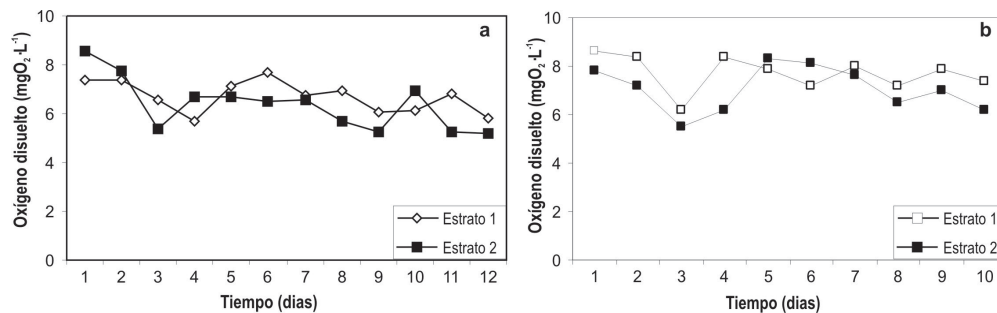 a
Oxígeno disuelto (mgO₂·L⁻¹)
10
8
6
4
2
0
Estrato 1
Estrato 2
1 2 3 4 5 6 7 8 9 10 11 12
Tiempo (dias)
b
Oxígeno disuelto (mgO₂·L⁻¹)
10
8
6
4
2
0
Estrato 1
Estrato 2
1 2 3 4 5 6 7 8 9 10
Tiempo (dias)